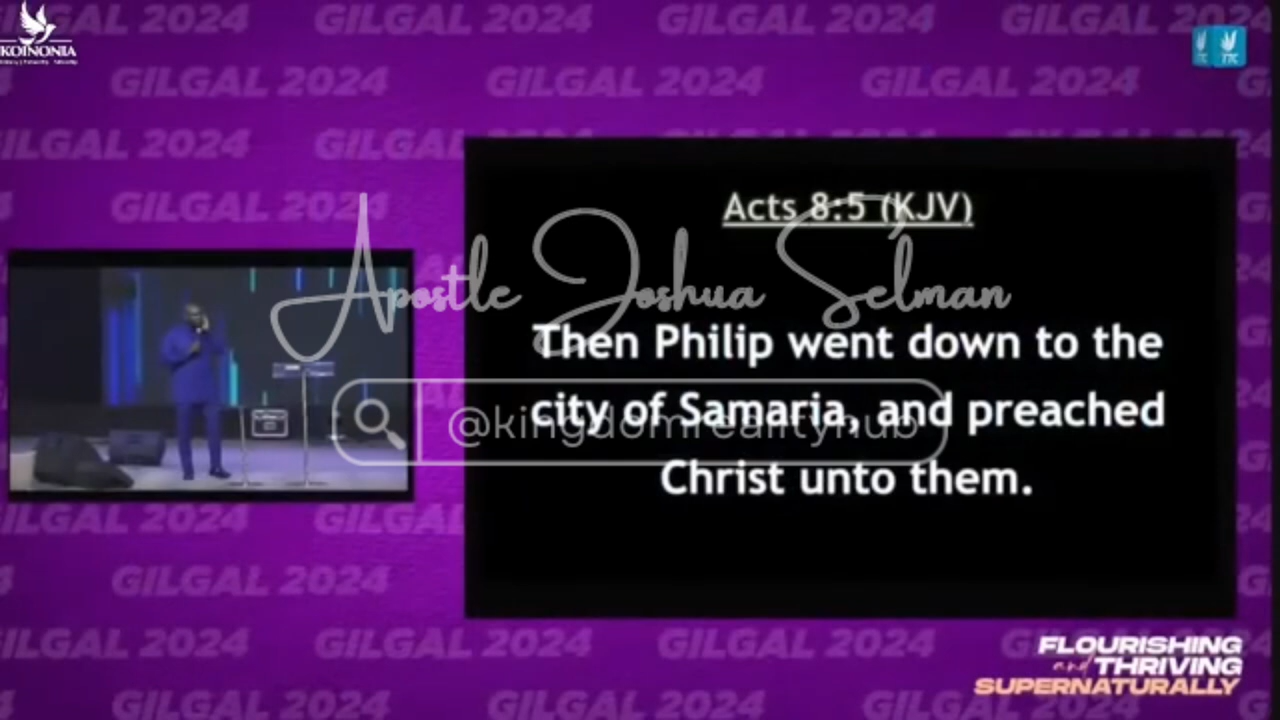 KOINONIA
GILGAL 2024
TTC
Acts 8:5 (KJV)
Apostle Joshua Selman
Then Philip went down to the
city of Samaria, and preached
@kingdomrealityhub
Christ unto them.
FLOURISHING
and THRIVING
SUPERNATURALLY